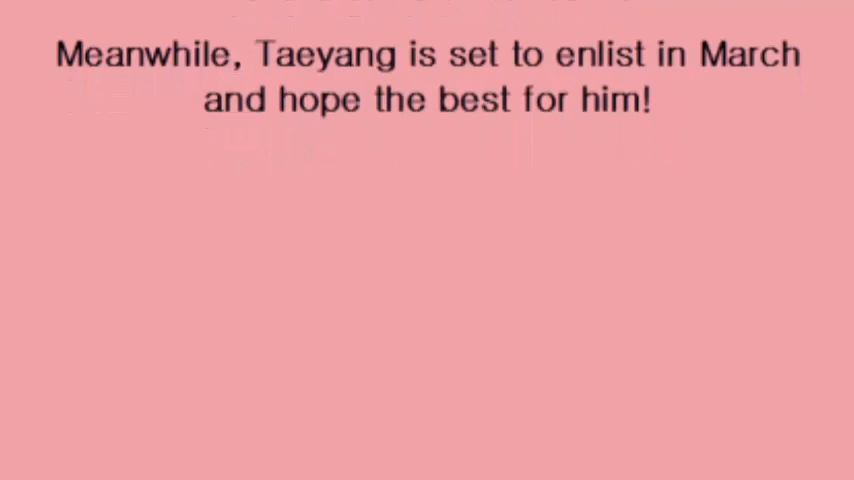 Meanwhile, Taeyang is set to enlist in March
and hope the best for him!